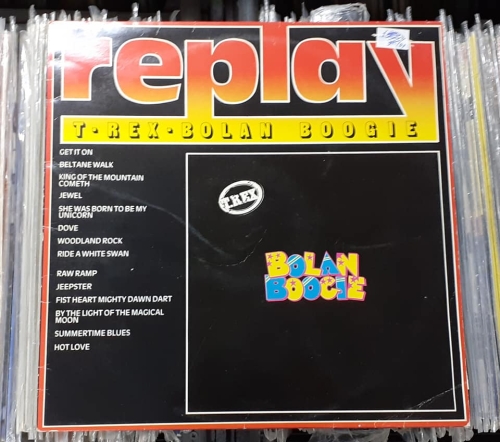 replay
T·REX·BOLAN BOOGIE
GET IT ON
BELTANE WALK
KING OF THE MOUNTAIN
COMETH
JEWEL
SHE WAS BORN TO BE MY
UNICORN
DOVE
WOODLAND ROCK
RIDE A WHITE SWAN
RAW RAMP
JEEPSTER
FIST HEART MIGHTY DAWN DART
BY THE LIGHT OF THE MAGICAL
MOON
SUMMERTIME BLUES
HOT LOVE
T.REX
BOLAN
BOOGIE